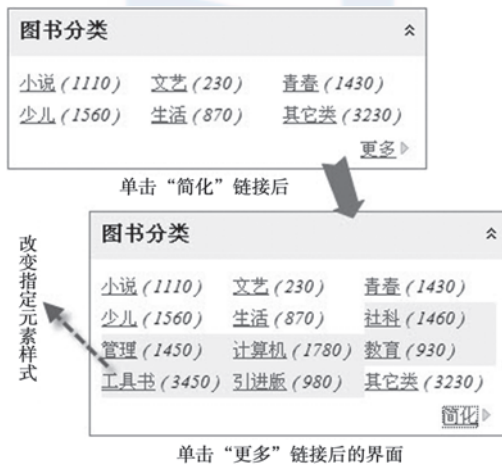 图书分类
小说 (1110) 文艺 (230) 青春 (1430)
少儿 (1560) 生活 (870) 其它类 (3230)
更多
单击“简化”链接后
改变指定元素样式
图书分类
小说 (1110) 文艺 (230) 青春 (1430)
少儿 (1560) 生活 (870) 社科 (1460)
管理 (1450) 计算机 (1780) 教育 (930)
工具书 (3450) 引进版 (980) 其它类 (3230)
简化
单击“更多”链接后的界面